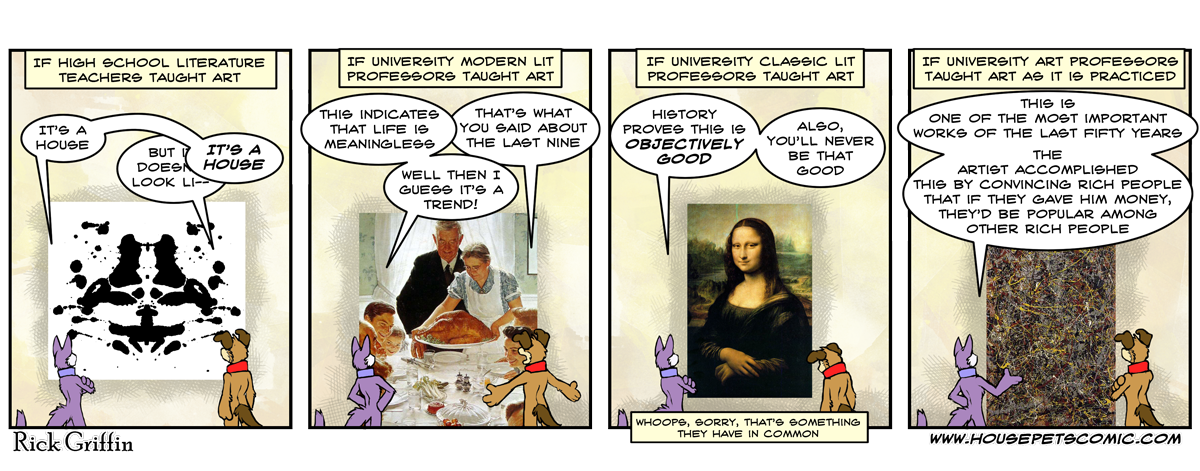 IF HIGH SCHOOL LITERATURE
TEACHERS TAUGHT ART
IT'S A
HOUSE
BUT I
DOESN
LOOK LI--
IT'S A
HOUSE
IF UNIVERSITY MODERN LIT
PROFESSORS TAUGHT ART
THIS INDICATES
THAT LIFE IS
MEANINGLESS
THAT'S WHAT
YOU SAID ABOUT
THE LAST NINE
WELL THEN I
GUESS IT'S A
TREND!
IF UNIVERSITY CLASSIC LIT
PROFESSORS TAUGHT ART
HISTORY
PROVES THIS IS
OBJECTIVELY
GOOD
ALSO,
YOU'LL NEVER
BE THAT
GOOD
WHOOPS, SORRY, THAT'S SOMETHING
THEY HAVE IN COMMON
IF UNIVERSITY ART PROFESSORS
TAUGHT ART AS IT IS PRACTICED
THIS IS
ONE OF THE MOST IMPORTANT
WORKS OF THE LAST FIFTY YEARS
THE
ARTIST ACCOMPLISHED
THIS BY CONVINCING RICH PEOPLE
THAT IF THEY GAVE HIM MONEY,
THEY'D BE POPULAR AMONG
OTHER RICH PEOPLE
Rick Griffin
WWW.HOUSEPETSCOMIC.COM